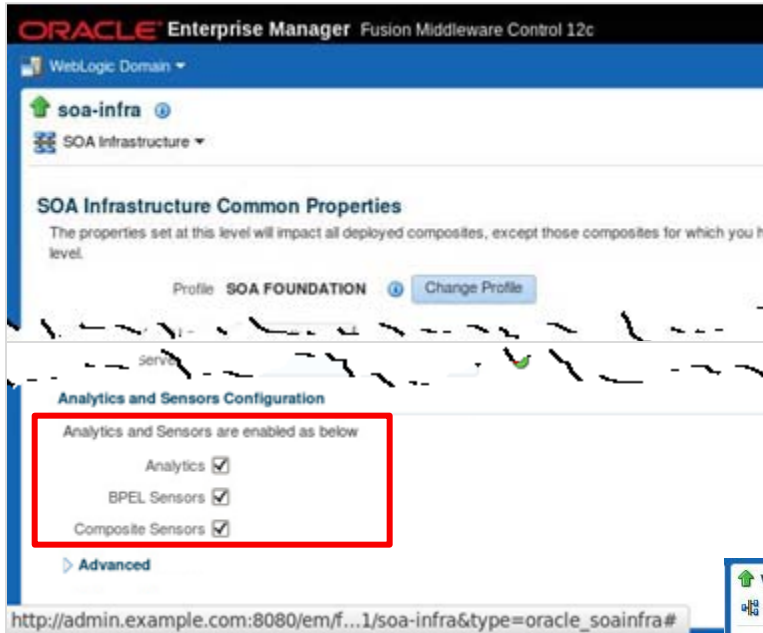 ORACLE Enterprise Manager Fusion Middleware Control 12c
WebLogic Domain
soa-infra
SOA Infrastructure
SOA Infrastructure Common Properties
The properties set at this level will impact all deployed composites, except those composites for which you
level.
Profile SOA FOUNDATION Change Profile
Analytics and Sensors Configuration
Analytics and Sensors are enabled as below
Analytics
BPEL Sensors
Composite Sensors
Advanced
http://admin.example.com:8080/em/f...1/soa-infra&type=oracle_soainfra#